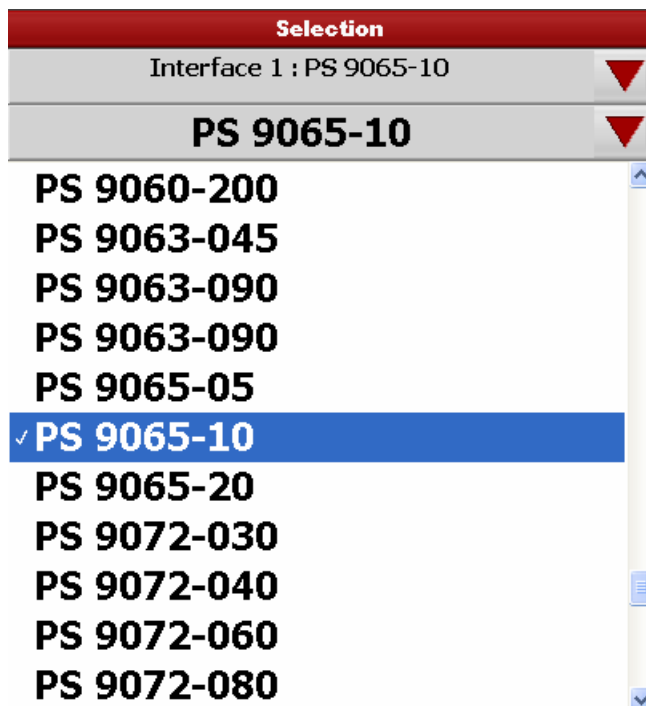 Selection
Interface 1 : PS 9065-10
PS 9065-10
PS 9060-200
PS 9063-045
PS 9063-090
PS 9063-090
PS 9065-05
✓PS 9065-10
PS 9065-20
PS 9072-030
PS 9072-040
PS 9072-060
PS 9072-080